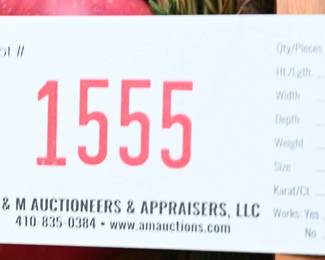 ot #
1555
& M AUCTIONEERS & APPRAISERS, LLC
410-835-0384 • www.amauctions.com
Qty/Pieces
Ht./Lgth.
Width
Depth
Weight
Size
Karat/Ct
Works: Yes
No